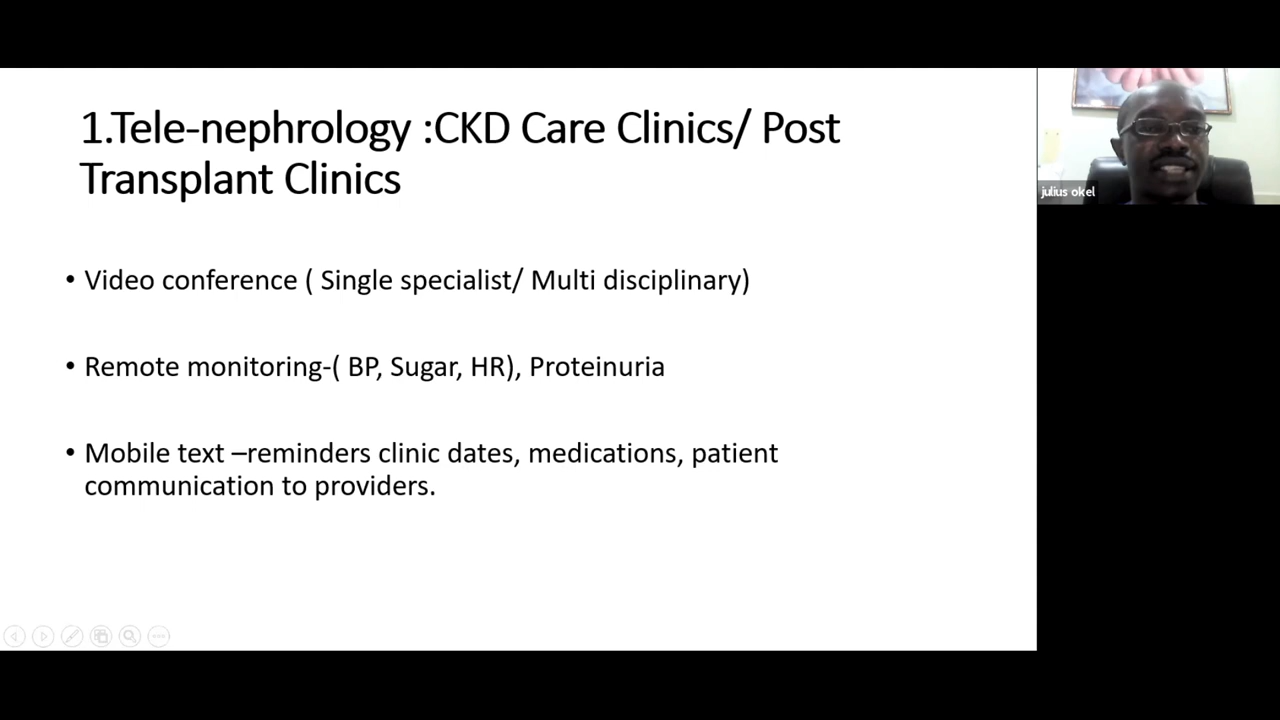 1.Tele-nephrology :CKD Care Clinics/ Post
Transplant Clinics
• Video conference ( Single specialist/ Multi disciplinary)
• Remote monitoring-( BP, Sugar, HR), Proteinuria
• Mobile text –reminders clinic dates, medications, patient
communication to providers.
julius okel